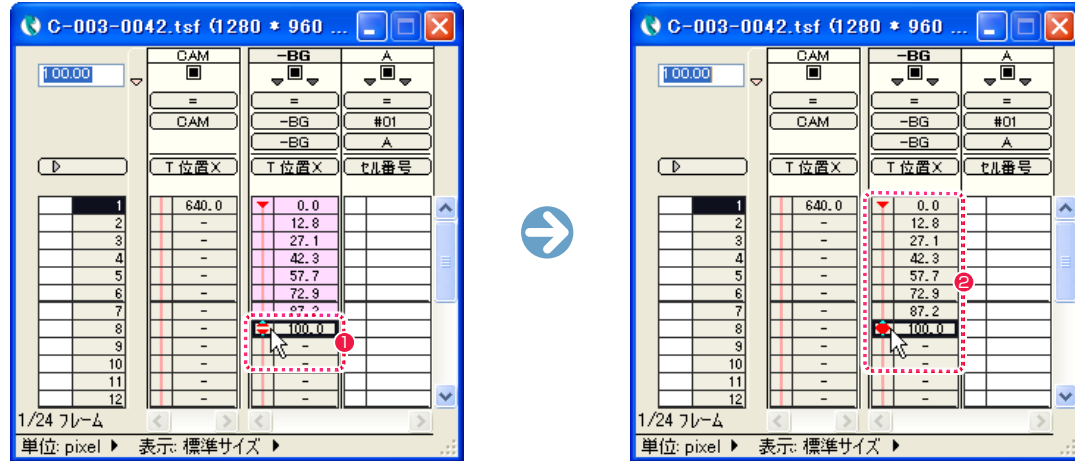 C-003-0042.tsf (1280 * 960 ...
CAM -BG A
100.00
= = =
CAM -BG #01
-BG A
T位置X T位置X セル番号
1 640.0 0.0
2 - 12.8
3 - 27.1
4 - 42.3
5 - 57.7
6 - 72.9
7 - 87.2
8 - 100.0
9 - -
10 - -
11 - -
12 - -
1/24 フレーム
単位: pixel 表示: 標準サイズ
1
C-003-0042.tsf (1280 * 960 ...
CAM -BG A
100.00
= = =
CAM -BG #01
-BG A
T位置X T位置X セル番号
1 640.0 0.0
2 - 12.8
3 - 27.1
4 - 42.3
5 - 57.7
6 - 72.9
7 - 87.2
8 - 100.0
9 - -
10 - -
11 - -
12 - -
1/24 フレーム
単位: pixel 表示: 標準サイズ
2